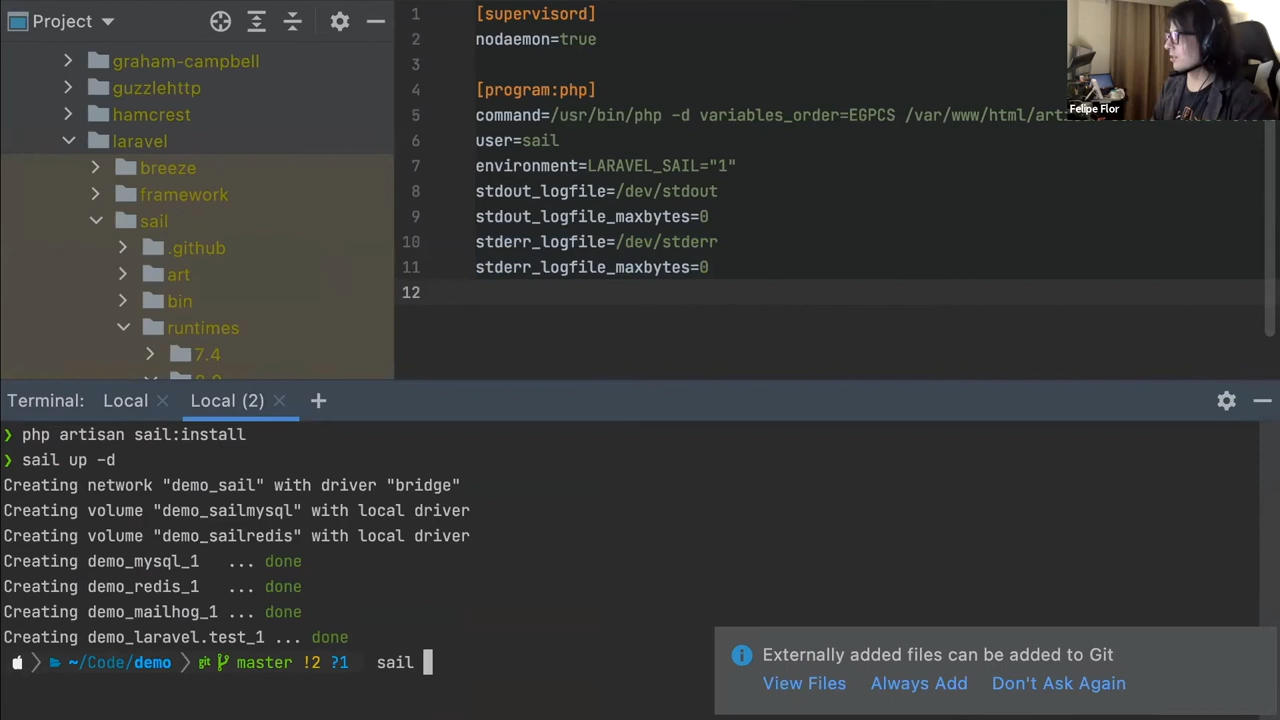 Project
graham-campbell
guzzlehttp
hamcrest
laravel
breeze
framework
sail
.github
art
bin
runtimes
7.4
1 [supervisord]
2 nodaemon=true
3
4 [program:php]
5 command=/usr/bin/php -d variables_order=EGPCS /var/www/html/art
6 user=sail
7 environment=LARAVEL_SAIL="1"
8 stdout_logfile=/dev/stdout
9 stdout_logfile_maxbytes=0
10 stderr_logfile=/dev/stderr
11 stderr_logfile_maxbytes=0
12
Felipe Flor
Terminal: Local Local (2)
❯ php artisan sail:install
❯ sail up -d
Creating network "demo_sail" with driver "bridge"
Creating volume "demo_sailmysql" with local driver
Creating volume "demo_sailredis" with local driver
Creating demo_mysql_1 ... done
Creating demo_redis_1 ... done
Creating demo_mailhog_1 ... done
Creating demo_laravel.test_1 ... done
~/Code/demo git master !2 ?1 sail
Externally added files can be added to Git
View Files Always Add Don't Ask Again